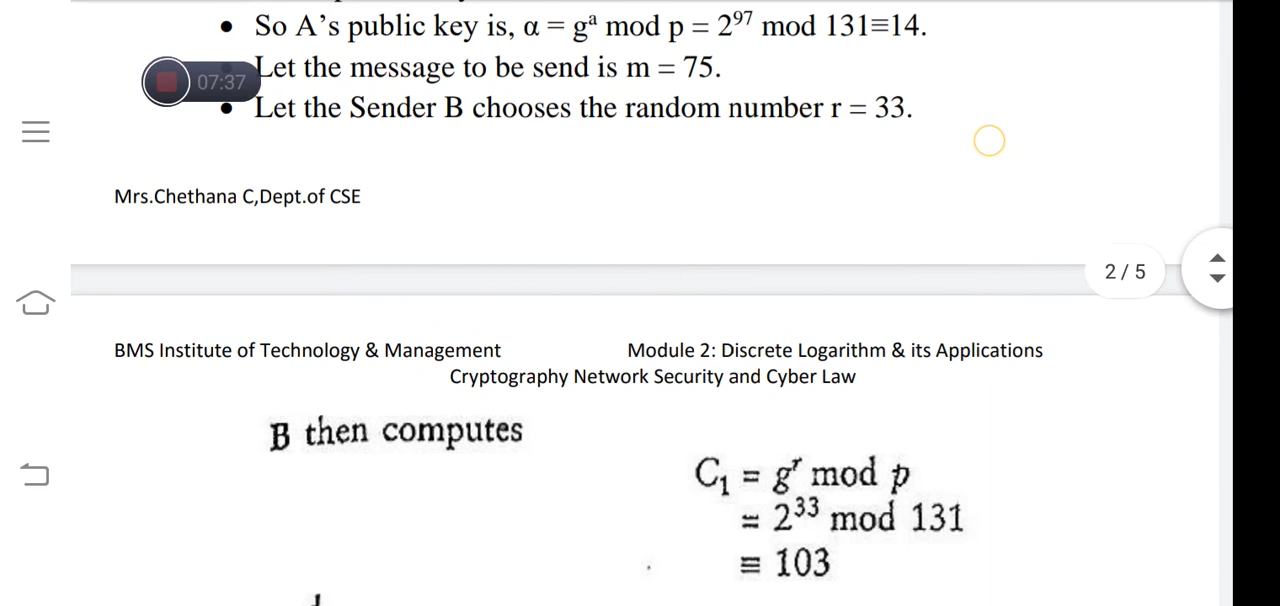 • So A’s public key is, α = gᵃ mod p = 2⁹⁷ mod 131≡14.
Let the message to be send is m = 75.
07:37
• Let the Sender B chooses the random number r = 33.
Mrs.Chethana C,Dept.of CSE
2 / 5
BMS Institute of Technology & Management Module 2: Discrete Logarithm & its Applications
Cryptography Network Security and Cyber Law
B then computes
C₁ = gʳ mod p
= 2³³ mod 131
≡ 103